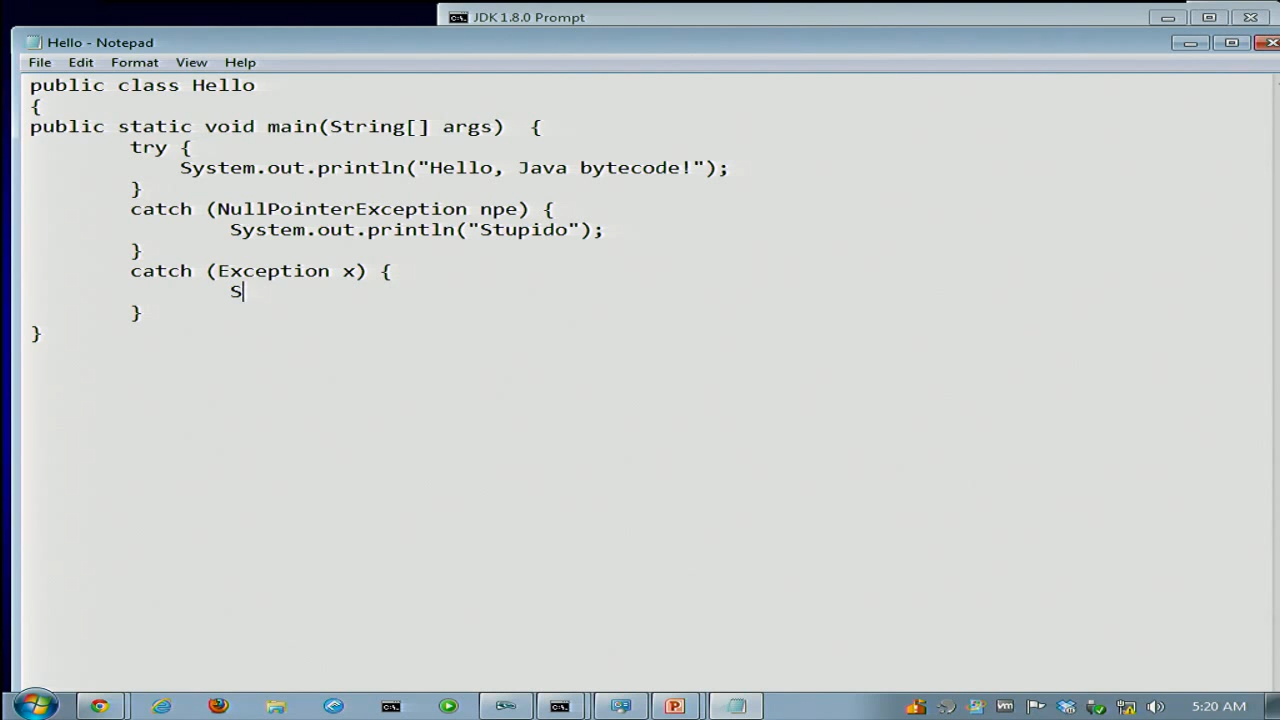 JDK 1.8.0 Prompt
Hello - Notepad
File Edit Format View Help
public class Hello
{
public static void main(String[] args)  {
        try {
            System.out.println("Hello, Java bytecode!");
        }
        catch (NullPointerException npe) {
                System.out.println("Stupido");
        }
        catch (Exception x) {
                S
        }
}
5:20 AM